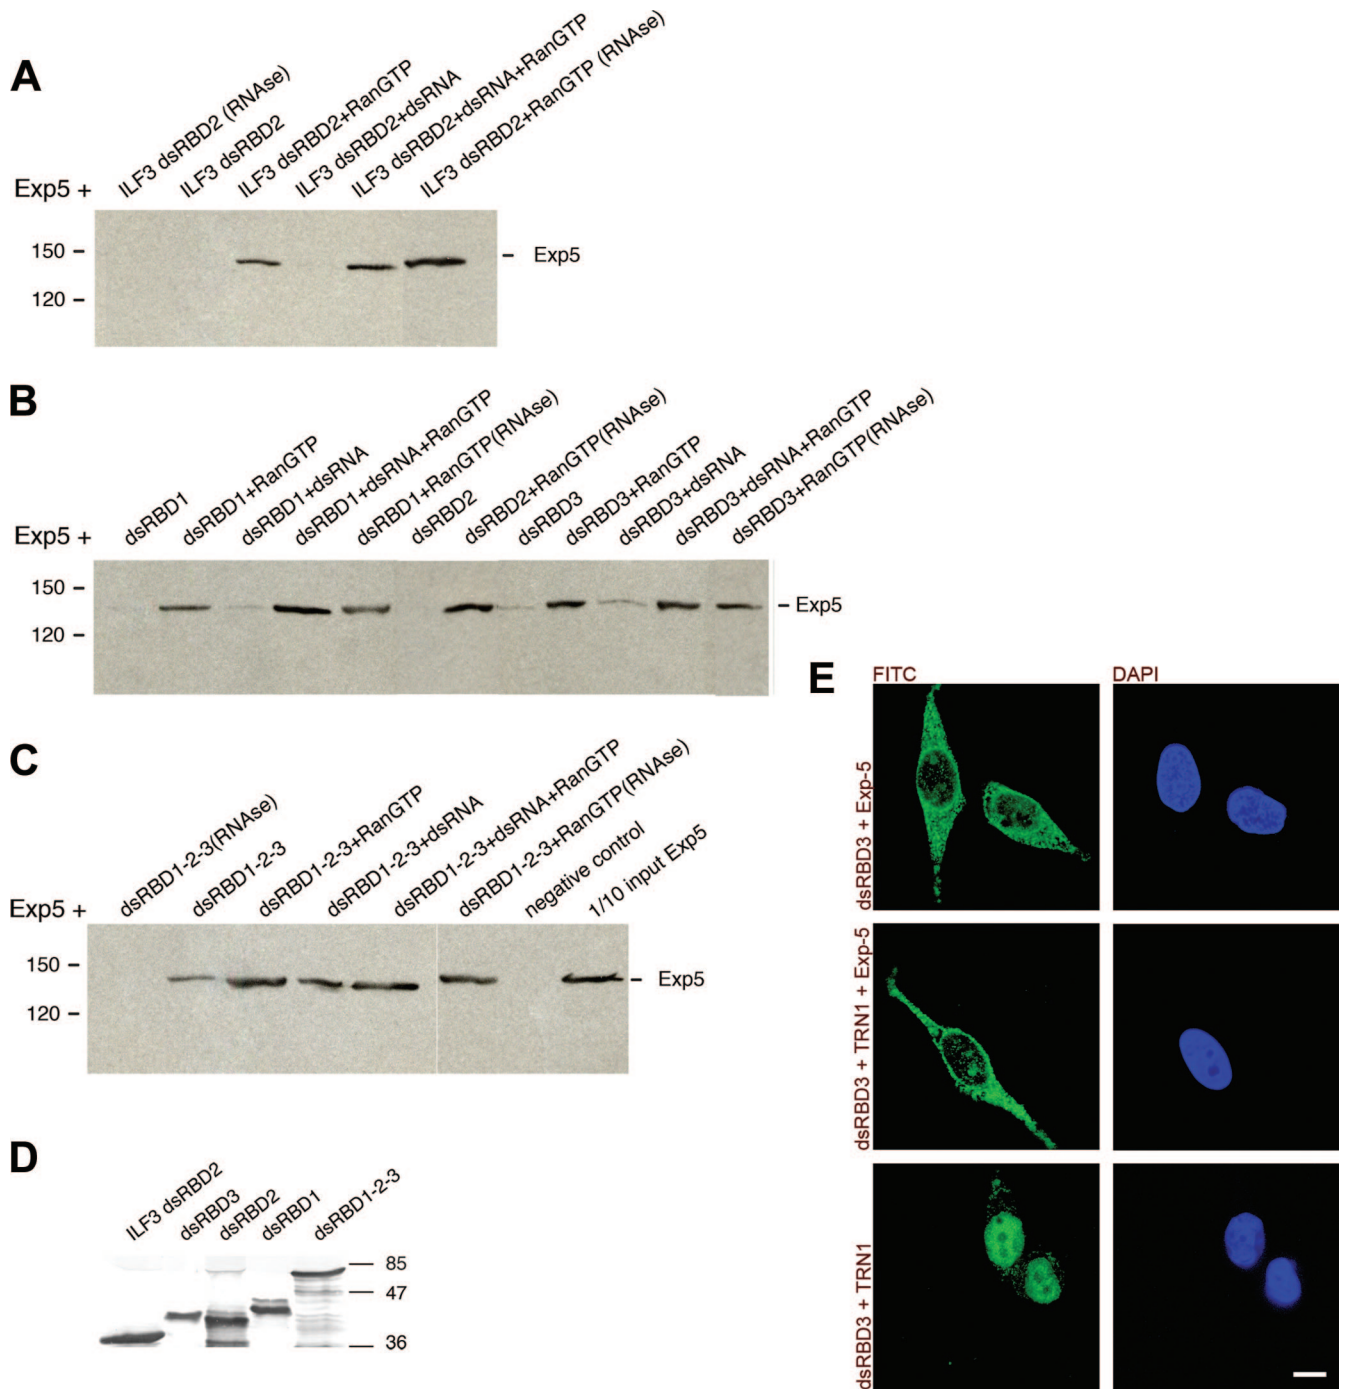 A
Exp5 +
ILF3 dsRBD2 (RNAse)
ILF3 dsRBD2
ILF3 dsRBD2+RanGTP
ILF3 dsRBD2+dsRNA
ILF3 dsRBD2+dsRNA+RanGTP
ILF3 dsRBD2+RanGTP (RNAse)
150
120
Exp5
B
Exp5 +
dsRBD1
dsRBD1+RanGTP
dsRBD1+dsRNA
dsRBD1+dsRNA+RanGTP
dsRBD1+RanGTP(RNAse)
dsRBD2
dsRBD2+RanGTP(RNAse)
dsRBD3
dsRBD3+RanGTP
dsRBD3+dsRNA
dsRBD3+dsRNA+RanGTP
dsRBD3+RanGTP(RNAse)
150
120
Exp5
C
Exp5 +
dsRBD1-2-3(RNAse)
dsRBD1-2-3
dsRBD1-2-3+RanGTP
dsRBD1-2-3+dsRNA
dsRBD1-2-3+dsRNA+RanGTP
dsRBD1-2-3+RanGTP(RNAse)
negative control
1/10 input Exp5
150
120
Exp5
D
ILF3 dsRBD2
dsRBD3
dsRBD2
dsRBD1
dsRBD1-2-3
85
47
36
E
FITC
DAPI
dsRBD3 + Exp-5
dsRBD3 + TRN1 + Exp-5
dsRBD3 + TRN1